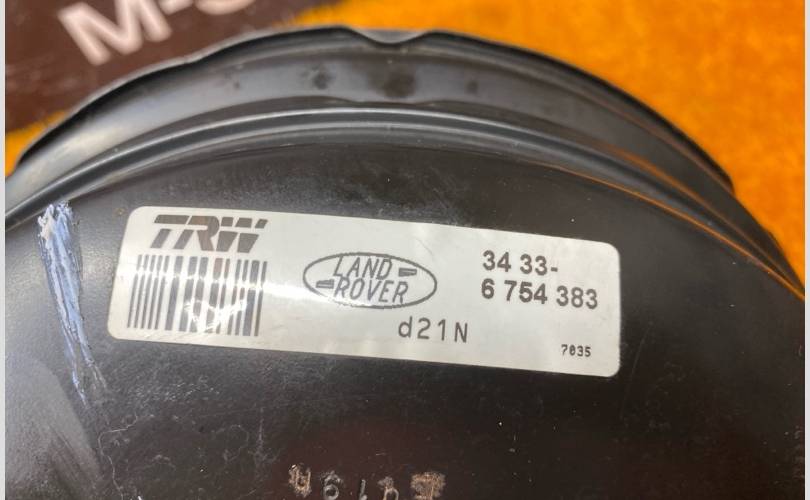 M-S
TRW
LAND
ROVER
34 33-
6 754 383
d21N
7035